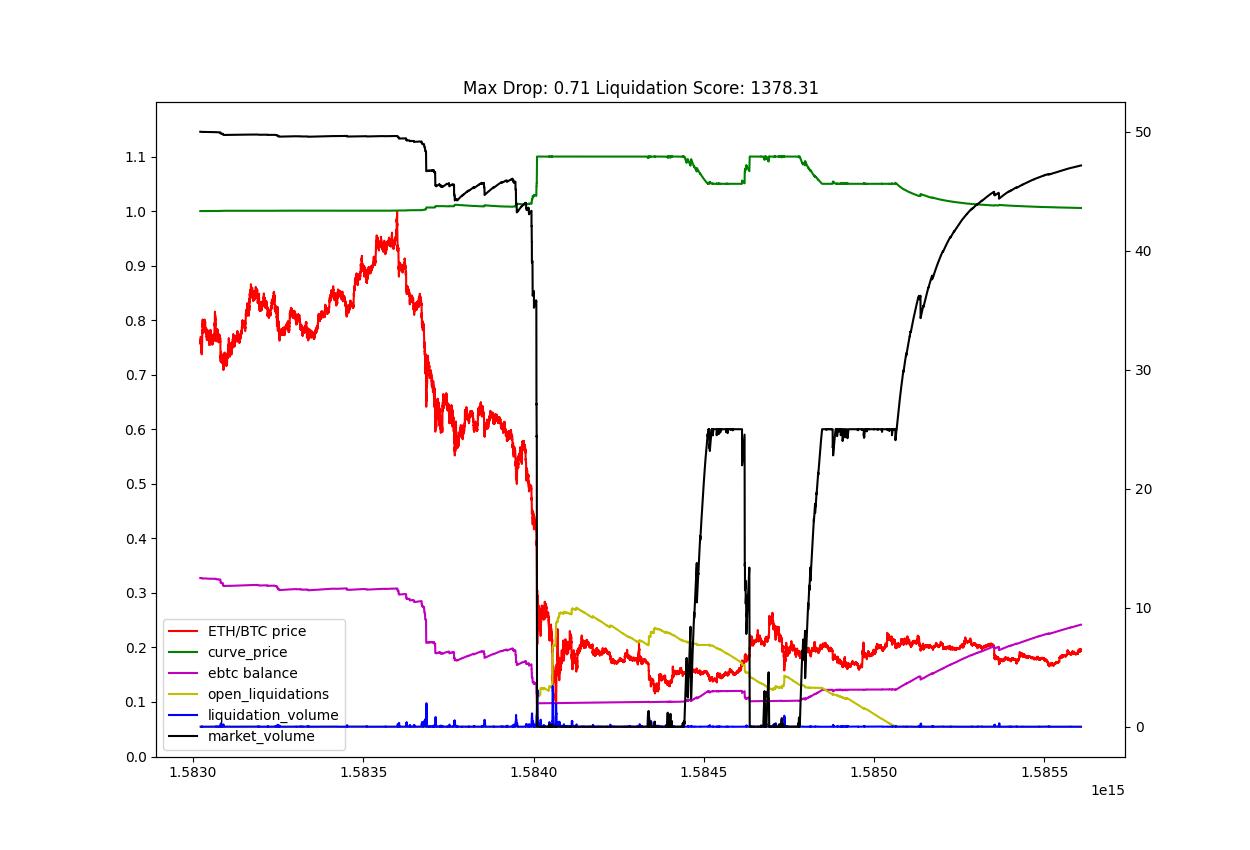 Max Drop: 0.71 Liquidation Score: 1378.31
1.1
1.0
0.9
0.8
0.7
0.6
0.5
0.4
0.3
0.2
0.1
0.0
50
40
30
20
10
0
ETH/BTC price
curve_price
ebtc balance
open_liquidations
liquidation_volume
market_volume
1.5830 1.5835 1.5840 1.5845 1.5850 1.5855
1e15